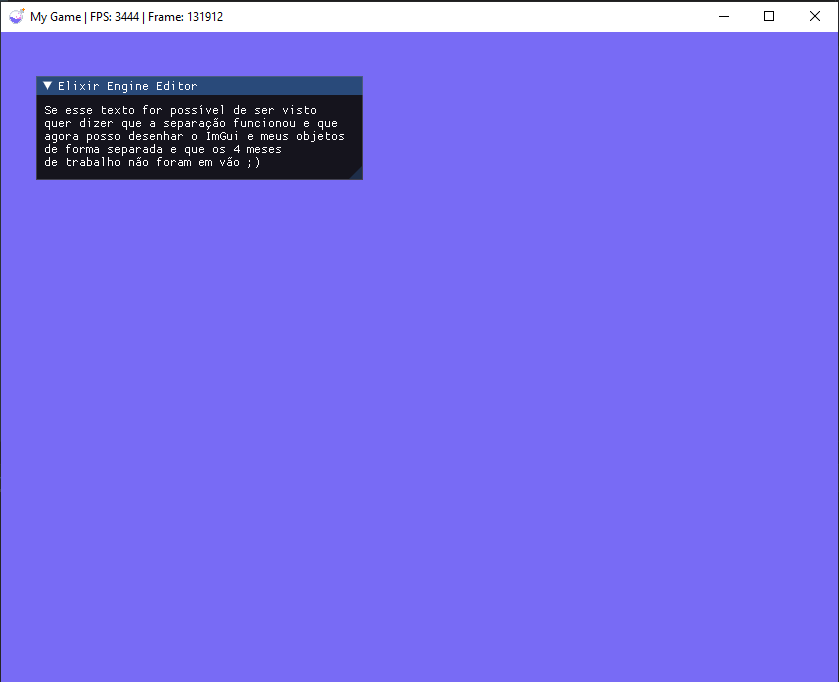 My Game | FPS: 3444 | Frame: 131912
Elixir Engine Editor
Se esse texto for possível de ser visto
quer dizer que a separação funcionou e que
agora posso desenhar o ImGui e meus objetos
de forma separada e que os 4 meses
de trabalho não foram em vão ;)